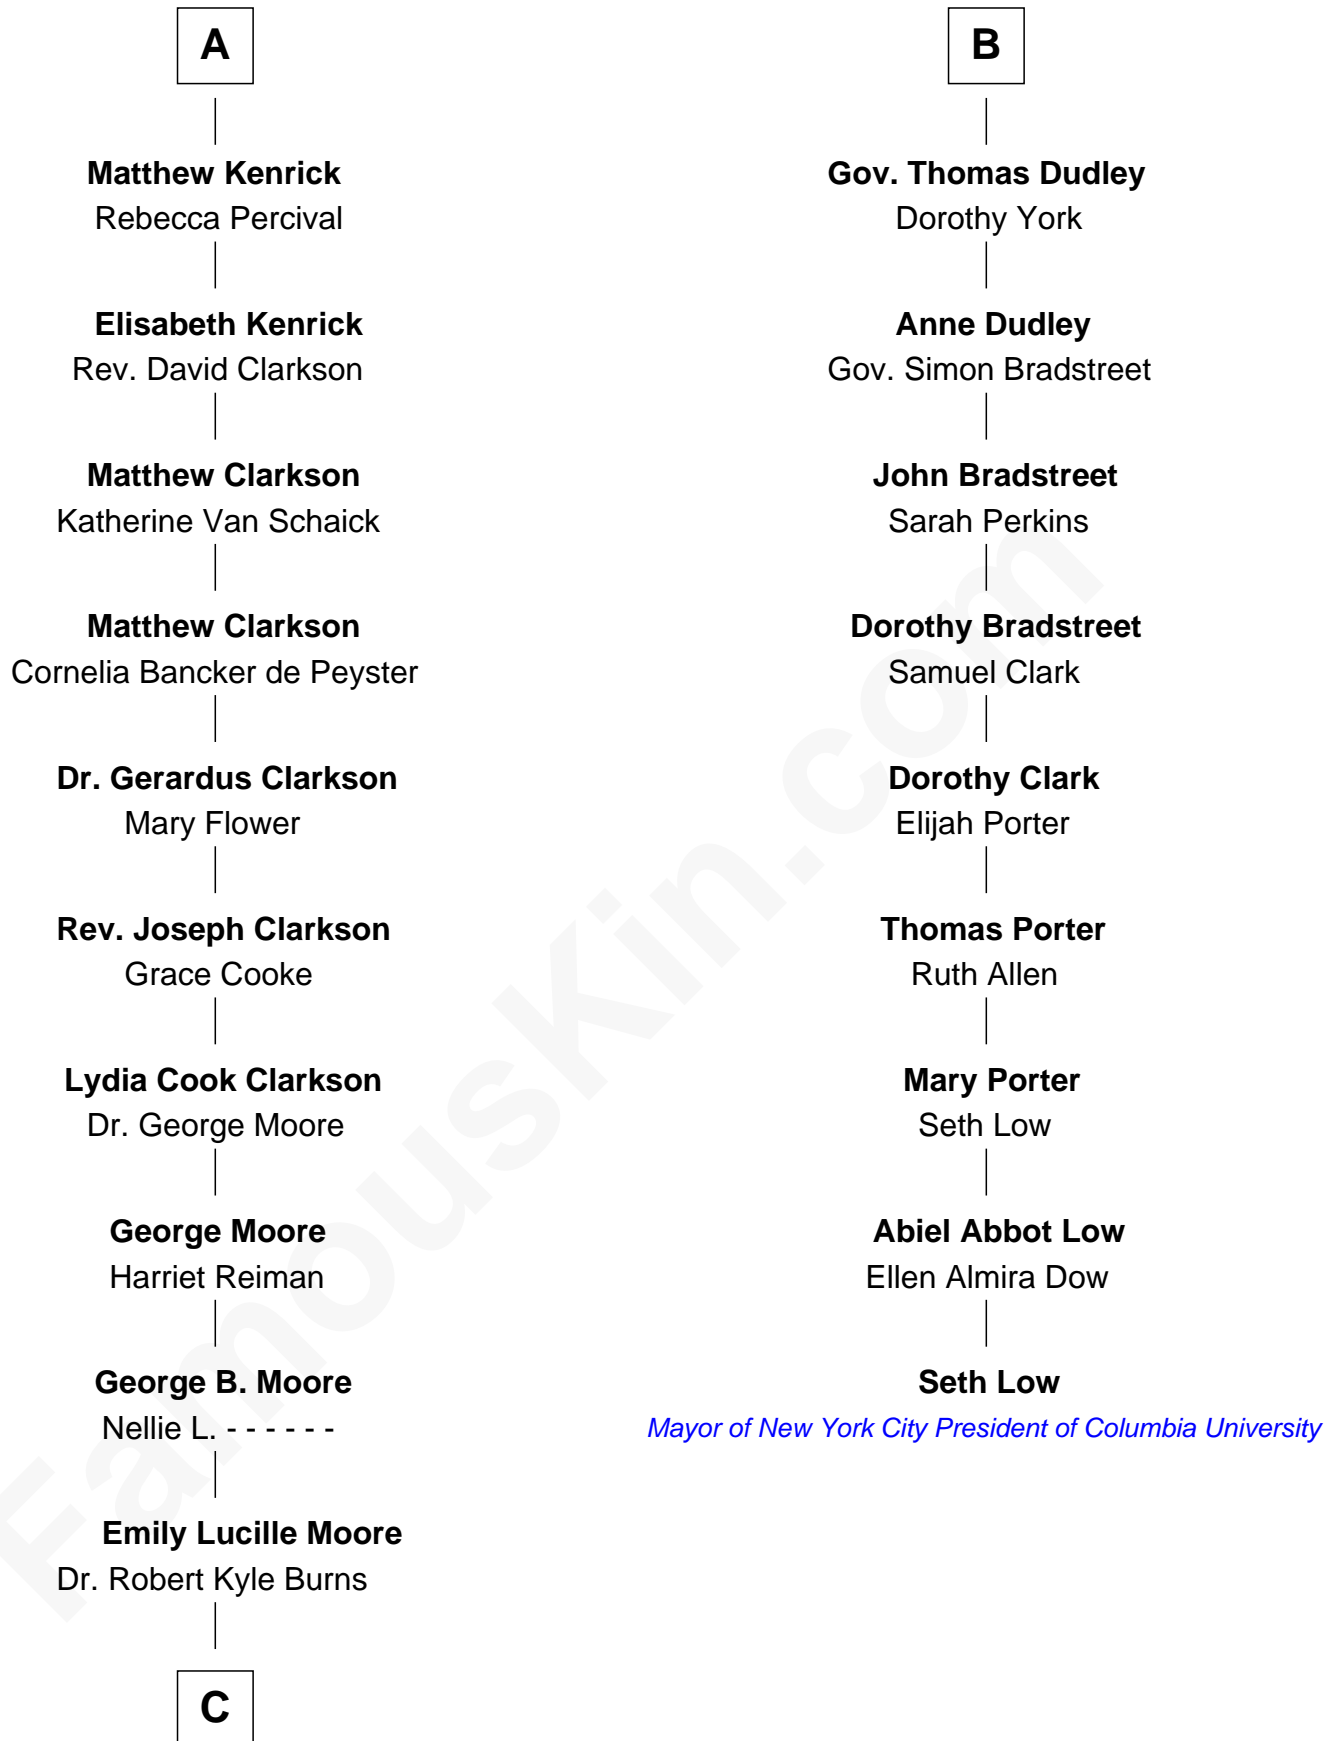 A
Matthew Kenrick
Rebecca Percival
Elisabeth Kenrick
Rev. David Clarkson
Matthew Clarkson
Katherine Van Schaick
Matthew Clarkson
Cornelia Bancker de Peyster
Dr. Gerardus Clarkson
Mary Flower
Rev. Joseph Clarkson
Grace Cooke
Lydia Cook Clarkson
Dr. George Moore
George Moore
Harriet Reiman
George B. Moore
Nellie L. - - - - - -
Emily Lucille Moore
Dr. Robert Kyle Burns
C
B
Gov. Thomas Dudley
Dorothy York
Anne Dudley
Gov. Simon Bradstreet
John Bradstreet
Sarah Perkins
Dorothy Bradstreet
Samuel Clark
Dorothy Clark
Elijah Porter
Thomas Porter
Ruth Allen
Mary Porter
Seth Low
Abiel Abbot Low
Ellen Almira Dow
Seth Low
Mayor of New York City President of Columbia University
FamousKin.com